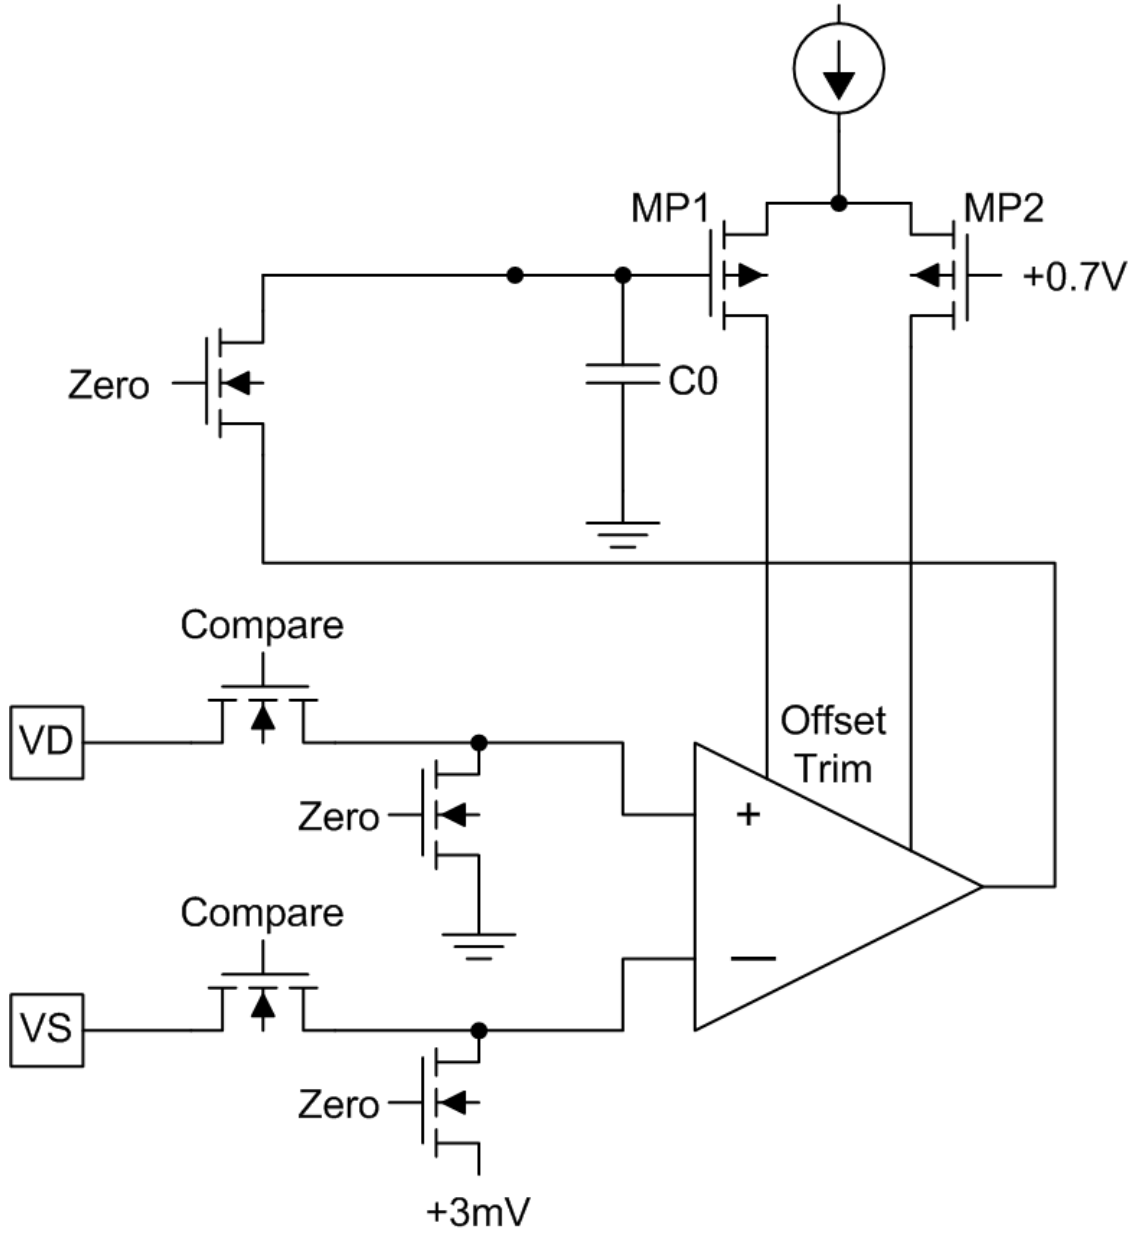 MP1
MP2
+0.7V
Zero
C0
Compare
VD
Offset
Trim
Zero
+
Compare
−
VS
Zero
+3mV